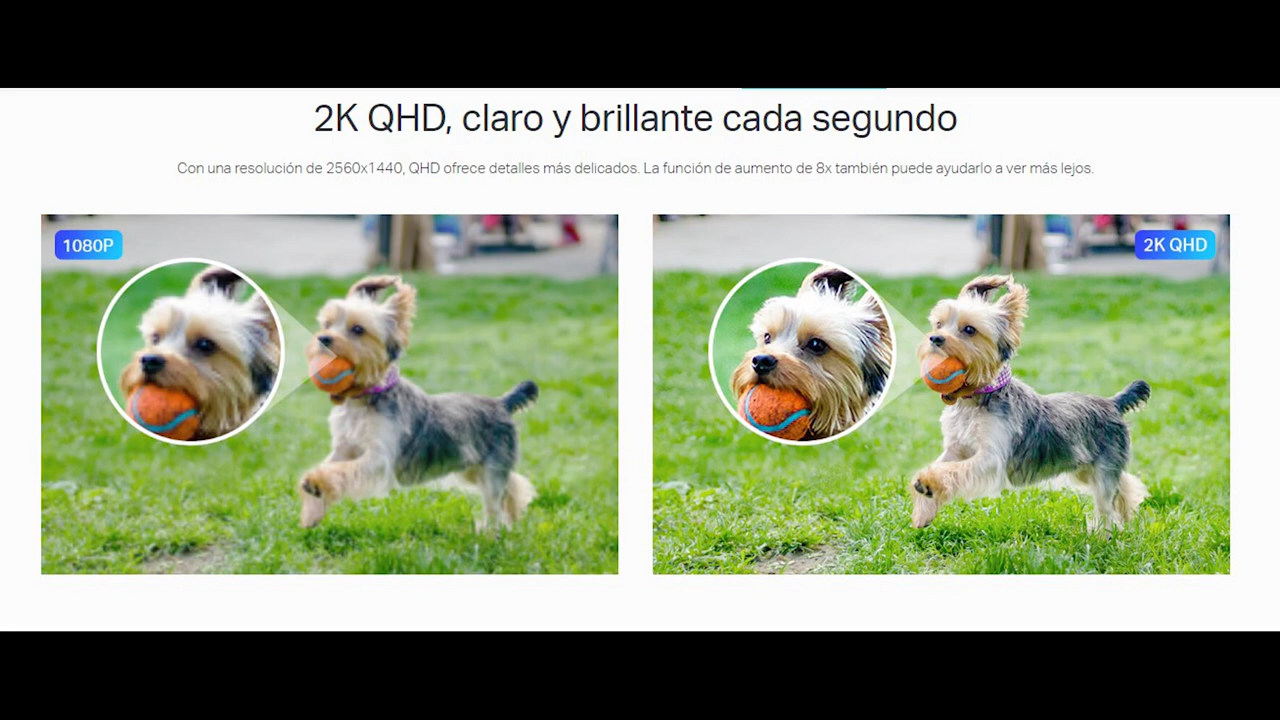 2K QHD, claro y brillante cada segundo
Con una resolución de 2560x1440, QHD ofrece detalles más delicados. La función de aumento de 8x también puede ayudarlo a ver más lejos.
1080P
2K QHD